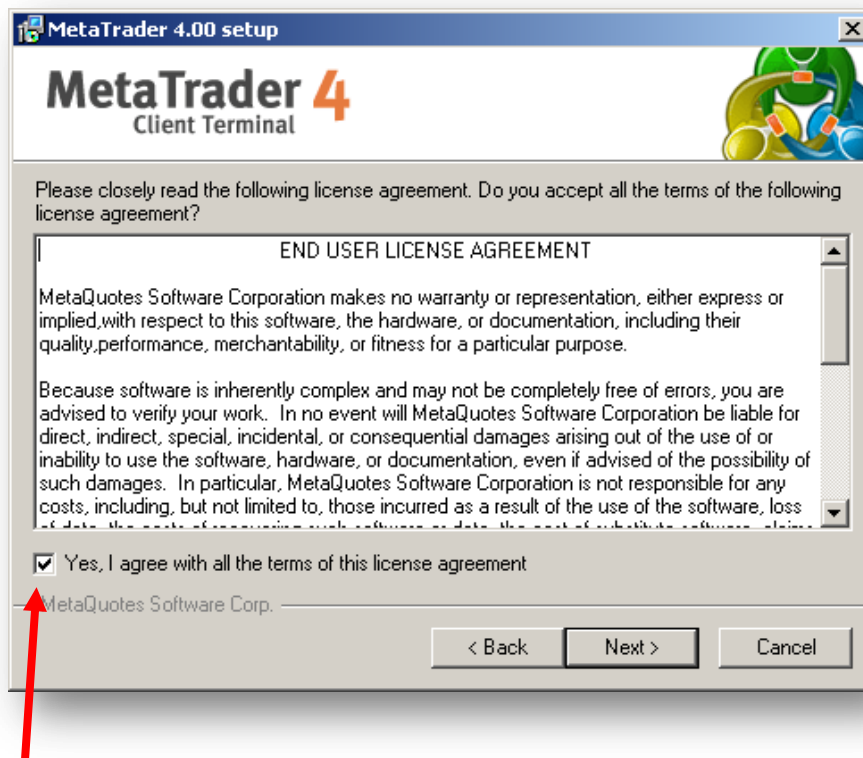 MetaTrader 4.00 setup
MetaTrader 4
Client Terminal
Please closely read the following license agreement. Do you accept all the terms of the following
license agreement?
END USER LICENSE AGREEMENT
MetaQuotes Software Corporation makes no warranty or representation, either express or
implied,with respect to this software, the hardware, or documentation, including their
quality,performance, merchantability, or fitness for a particular purpose.
Because software is inherently complex and may not be completely free of errors, you are
advised to verify your work.  In no event will MetaQuotes Software Corporation be liable for
direct, indirect, special, incidental, or consequential damages arising out of the use of or
inability to use the software, hardware, or documentation, even if advised of the possibility of
such damages.  In particular, MetaQuotes Software Corporation is not responsible for any
costs, including, but not limited to, those incurred as a result of the use of the software, loss
Yes, I agree with all the terms of this license agreement
MetaQuotes Software Corp.
< Back
Next >
Cancel